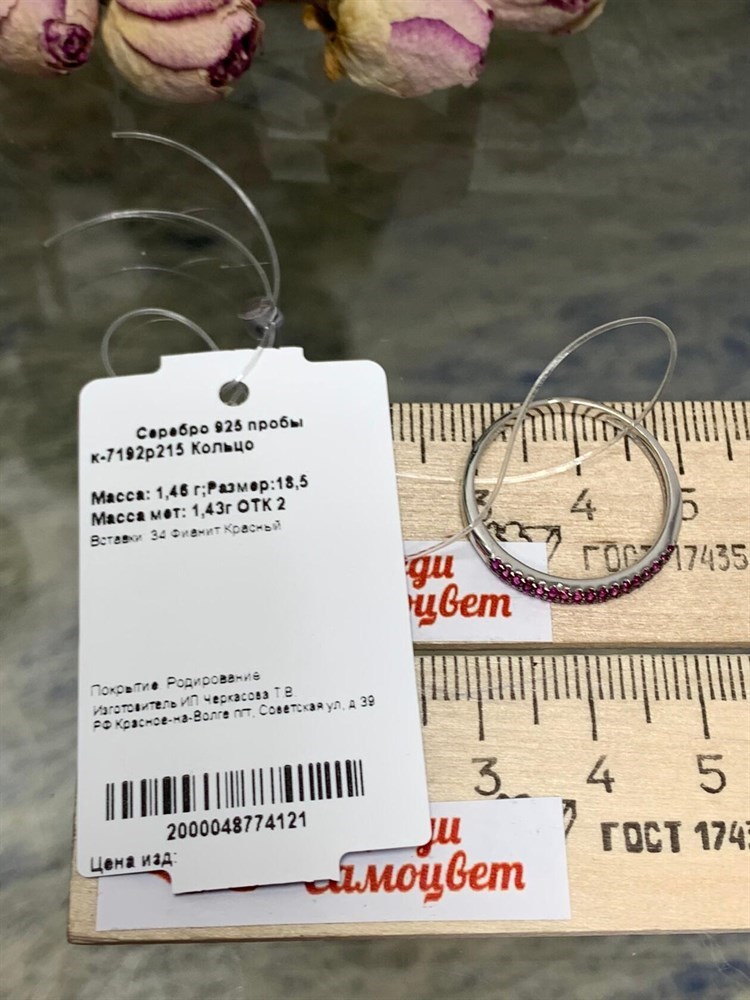 Серебро 925 пробы
к-7192р215 Кольцо
Масса: 1,46 г;Размер:18,5
Масса мет: 1,43г ОТК 2
Вставки: 34 Фианит Красный
Покрытие: Родирование
Изготовитель ИП Черкасова Т.В.
РФ Красное-на-Волге пгт, Советская ул, д 39
2000048774121
Цена изд:
3 4 5
ГОСТ 17435
ди
оцвет
3 4 5
ГОСТ 1743
ди
самоцвет